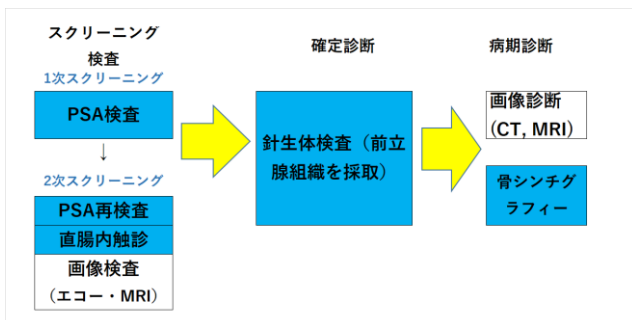 スクリーニング
検査
1次スクリーニング
PSA検査
↓
2次スクリーニング
PSA再検査
直腸内触診
画像検査
（エコー・MRI）
確定診断
針生体検査（前立
腺組織を採取）
病期診断
画像診断
(CT, MRI)
骨シンチグ
ラフィー